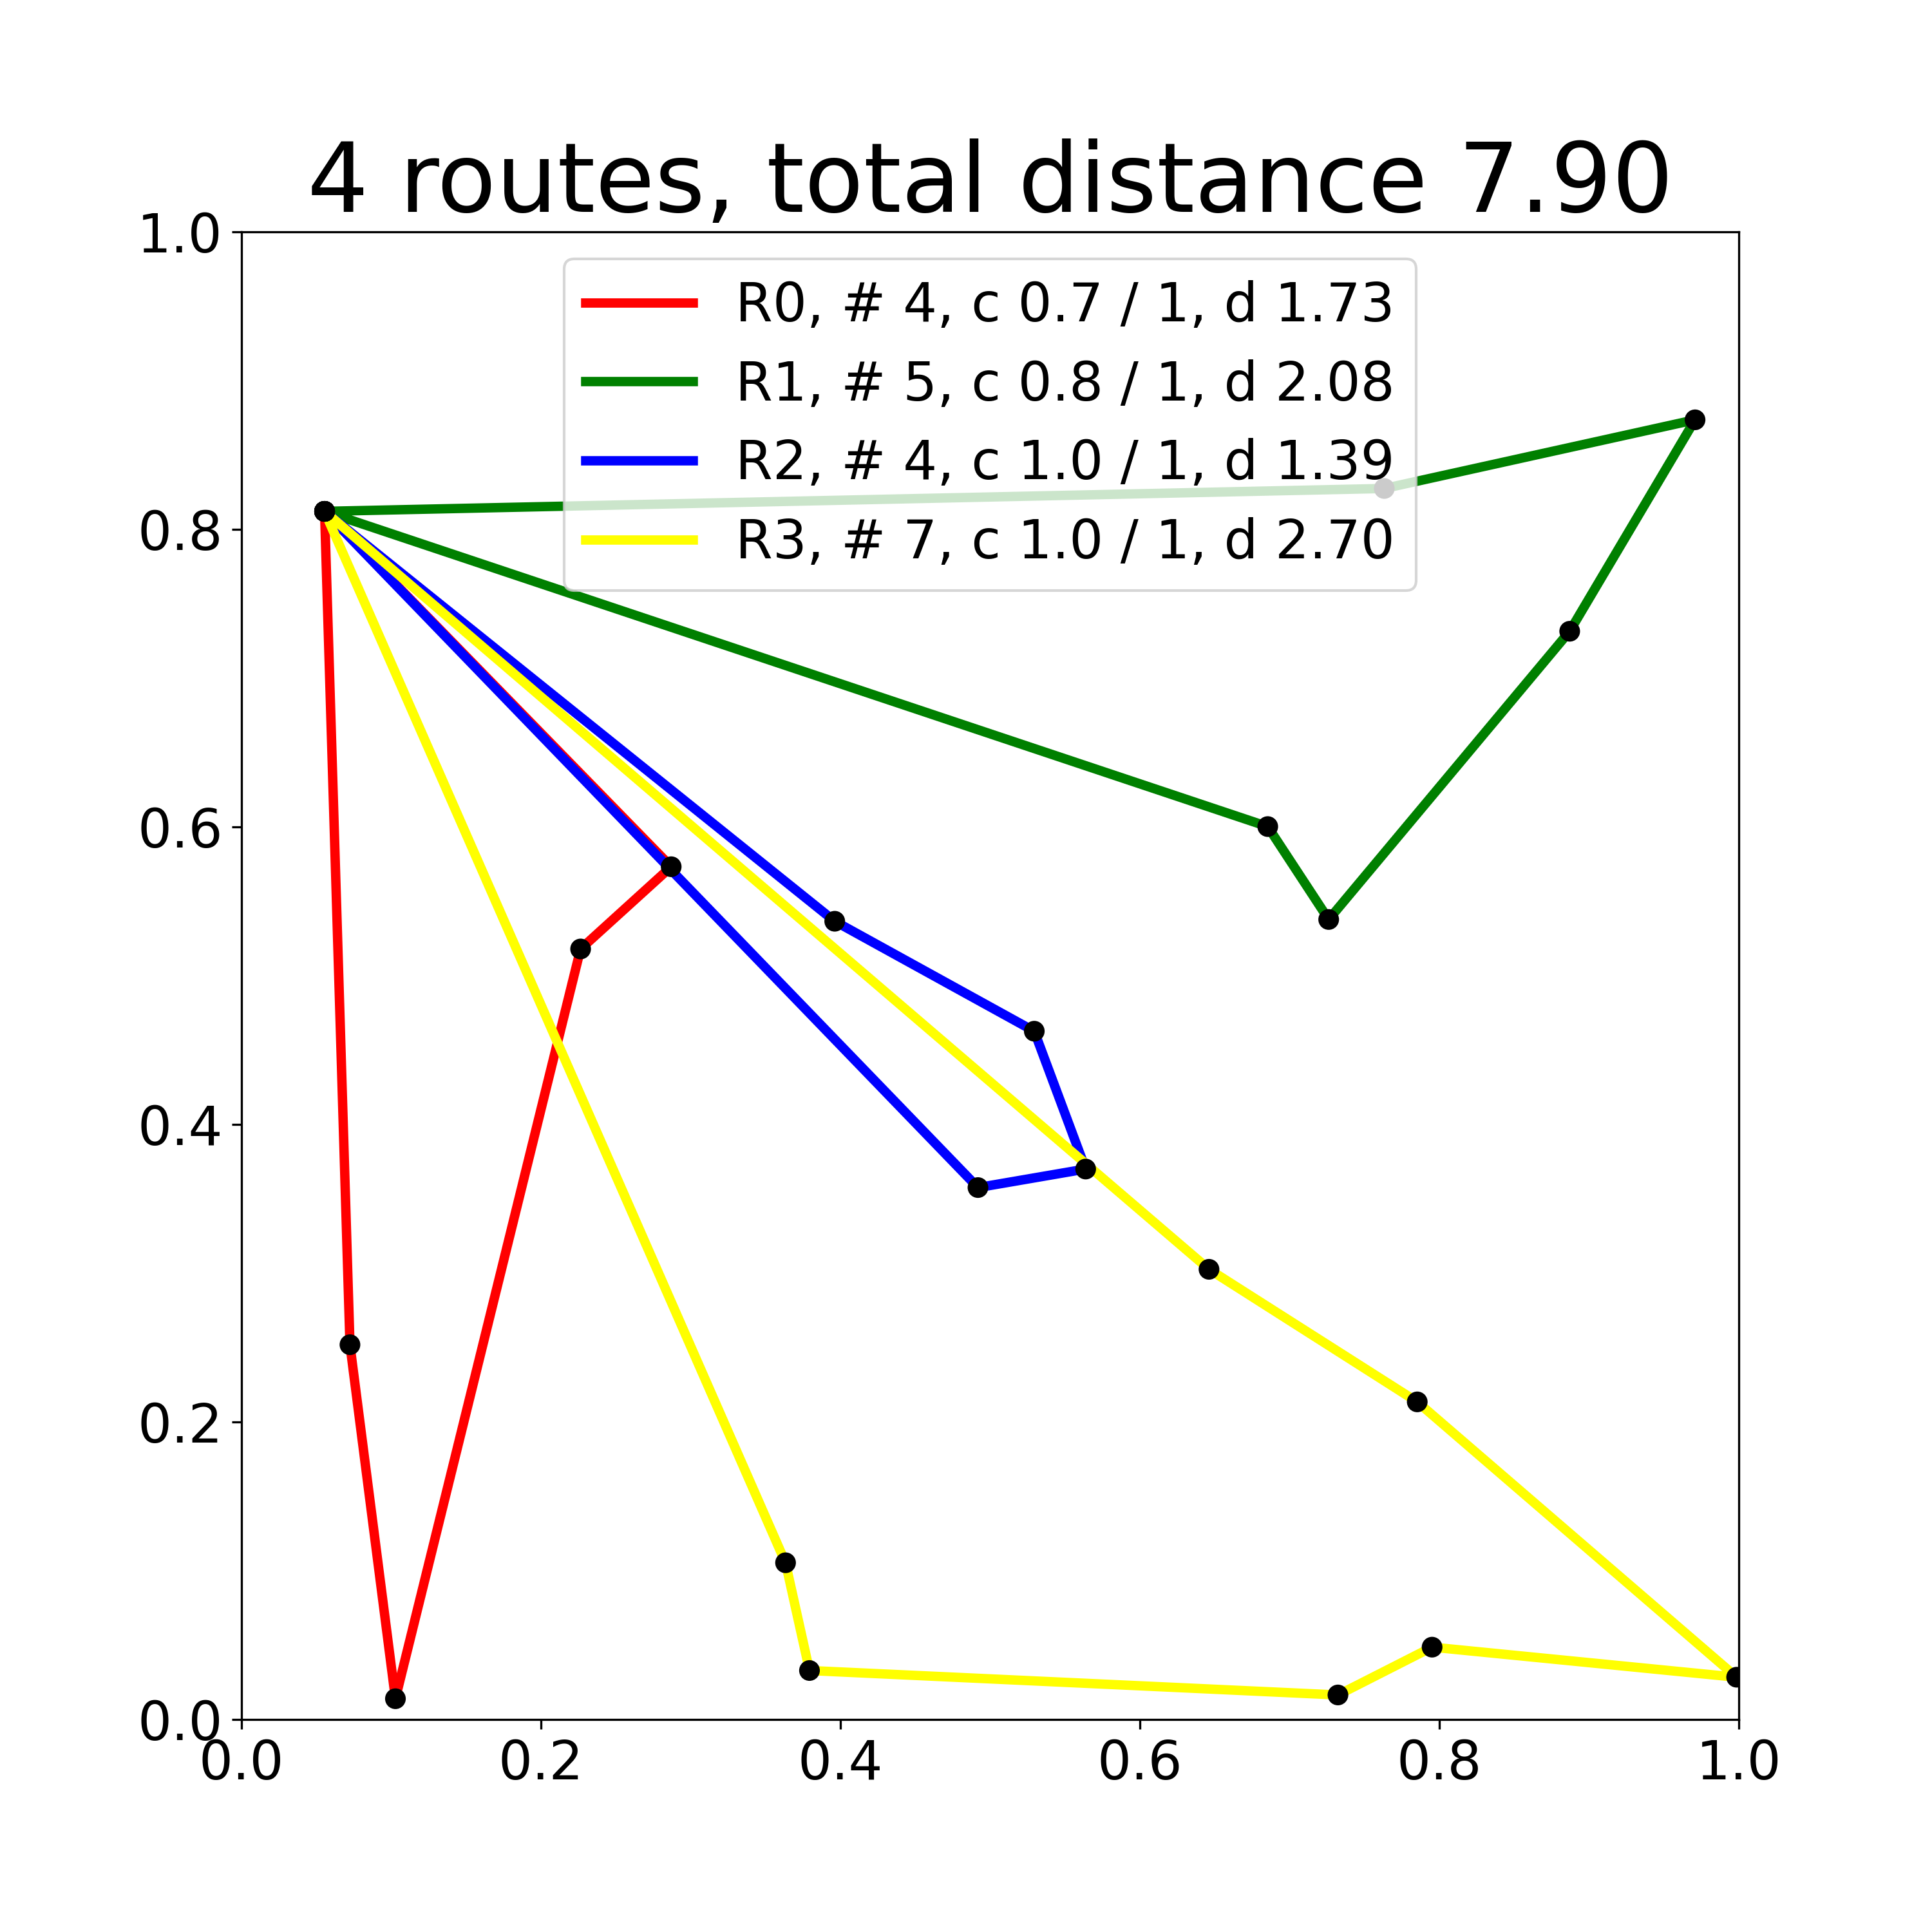 4 routes, total distance 7.90
1.0
R0, # 4, c 0.7 / 1, d 1.73
R1, # 5, c 0.8 / 1, d 2.08
R2, # 4, c 1.0 / 1, d 1.39
R3, # 7, c 1.0 / 1, d 2.70
0.8
0.6
0.4
0.2
0.0
0.0 0.2 0.4 0.6 0.8 1.0